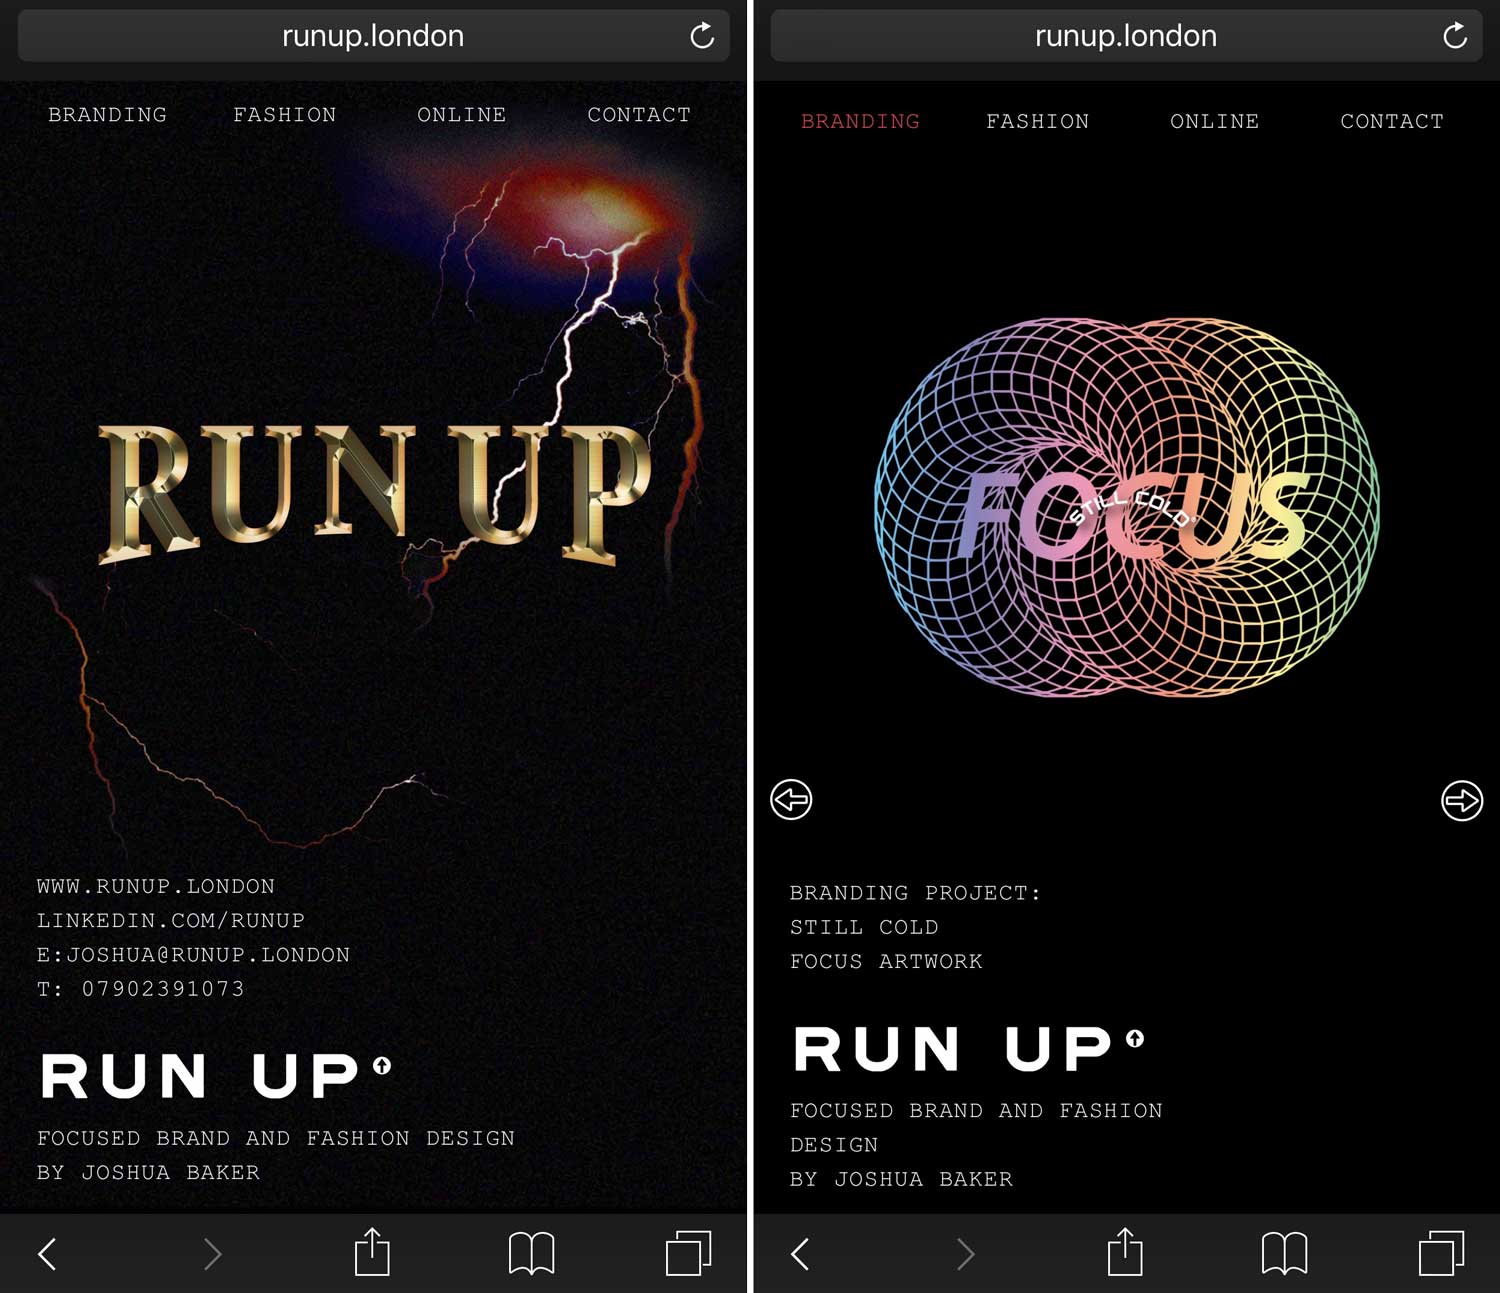 runup.london
BRANDING FASHION ONLINE CONTACT
RUN UP
WWW.RUNUP.LONDON
LINKEDIN.COM/RUNUP
E:JOSHUA@RUNUP.LONDON
T: 07902391073
RUN UP
FOCUSED BRAND AND FASHION DESIGN
BY JOSHUA BAKER
runup.london
BRANDING FASHION ONLINE CONTACT
FOCUS
STILL COLD®
BRANDING PROJECT:
STILL COLD
FOCUS ARTWORK
RUN UP
FOCUSED BRAND AND FASHION
DESIGN
BY JOSHUA BAKER